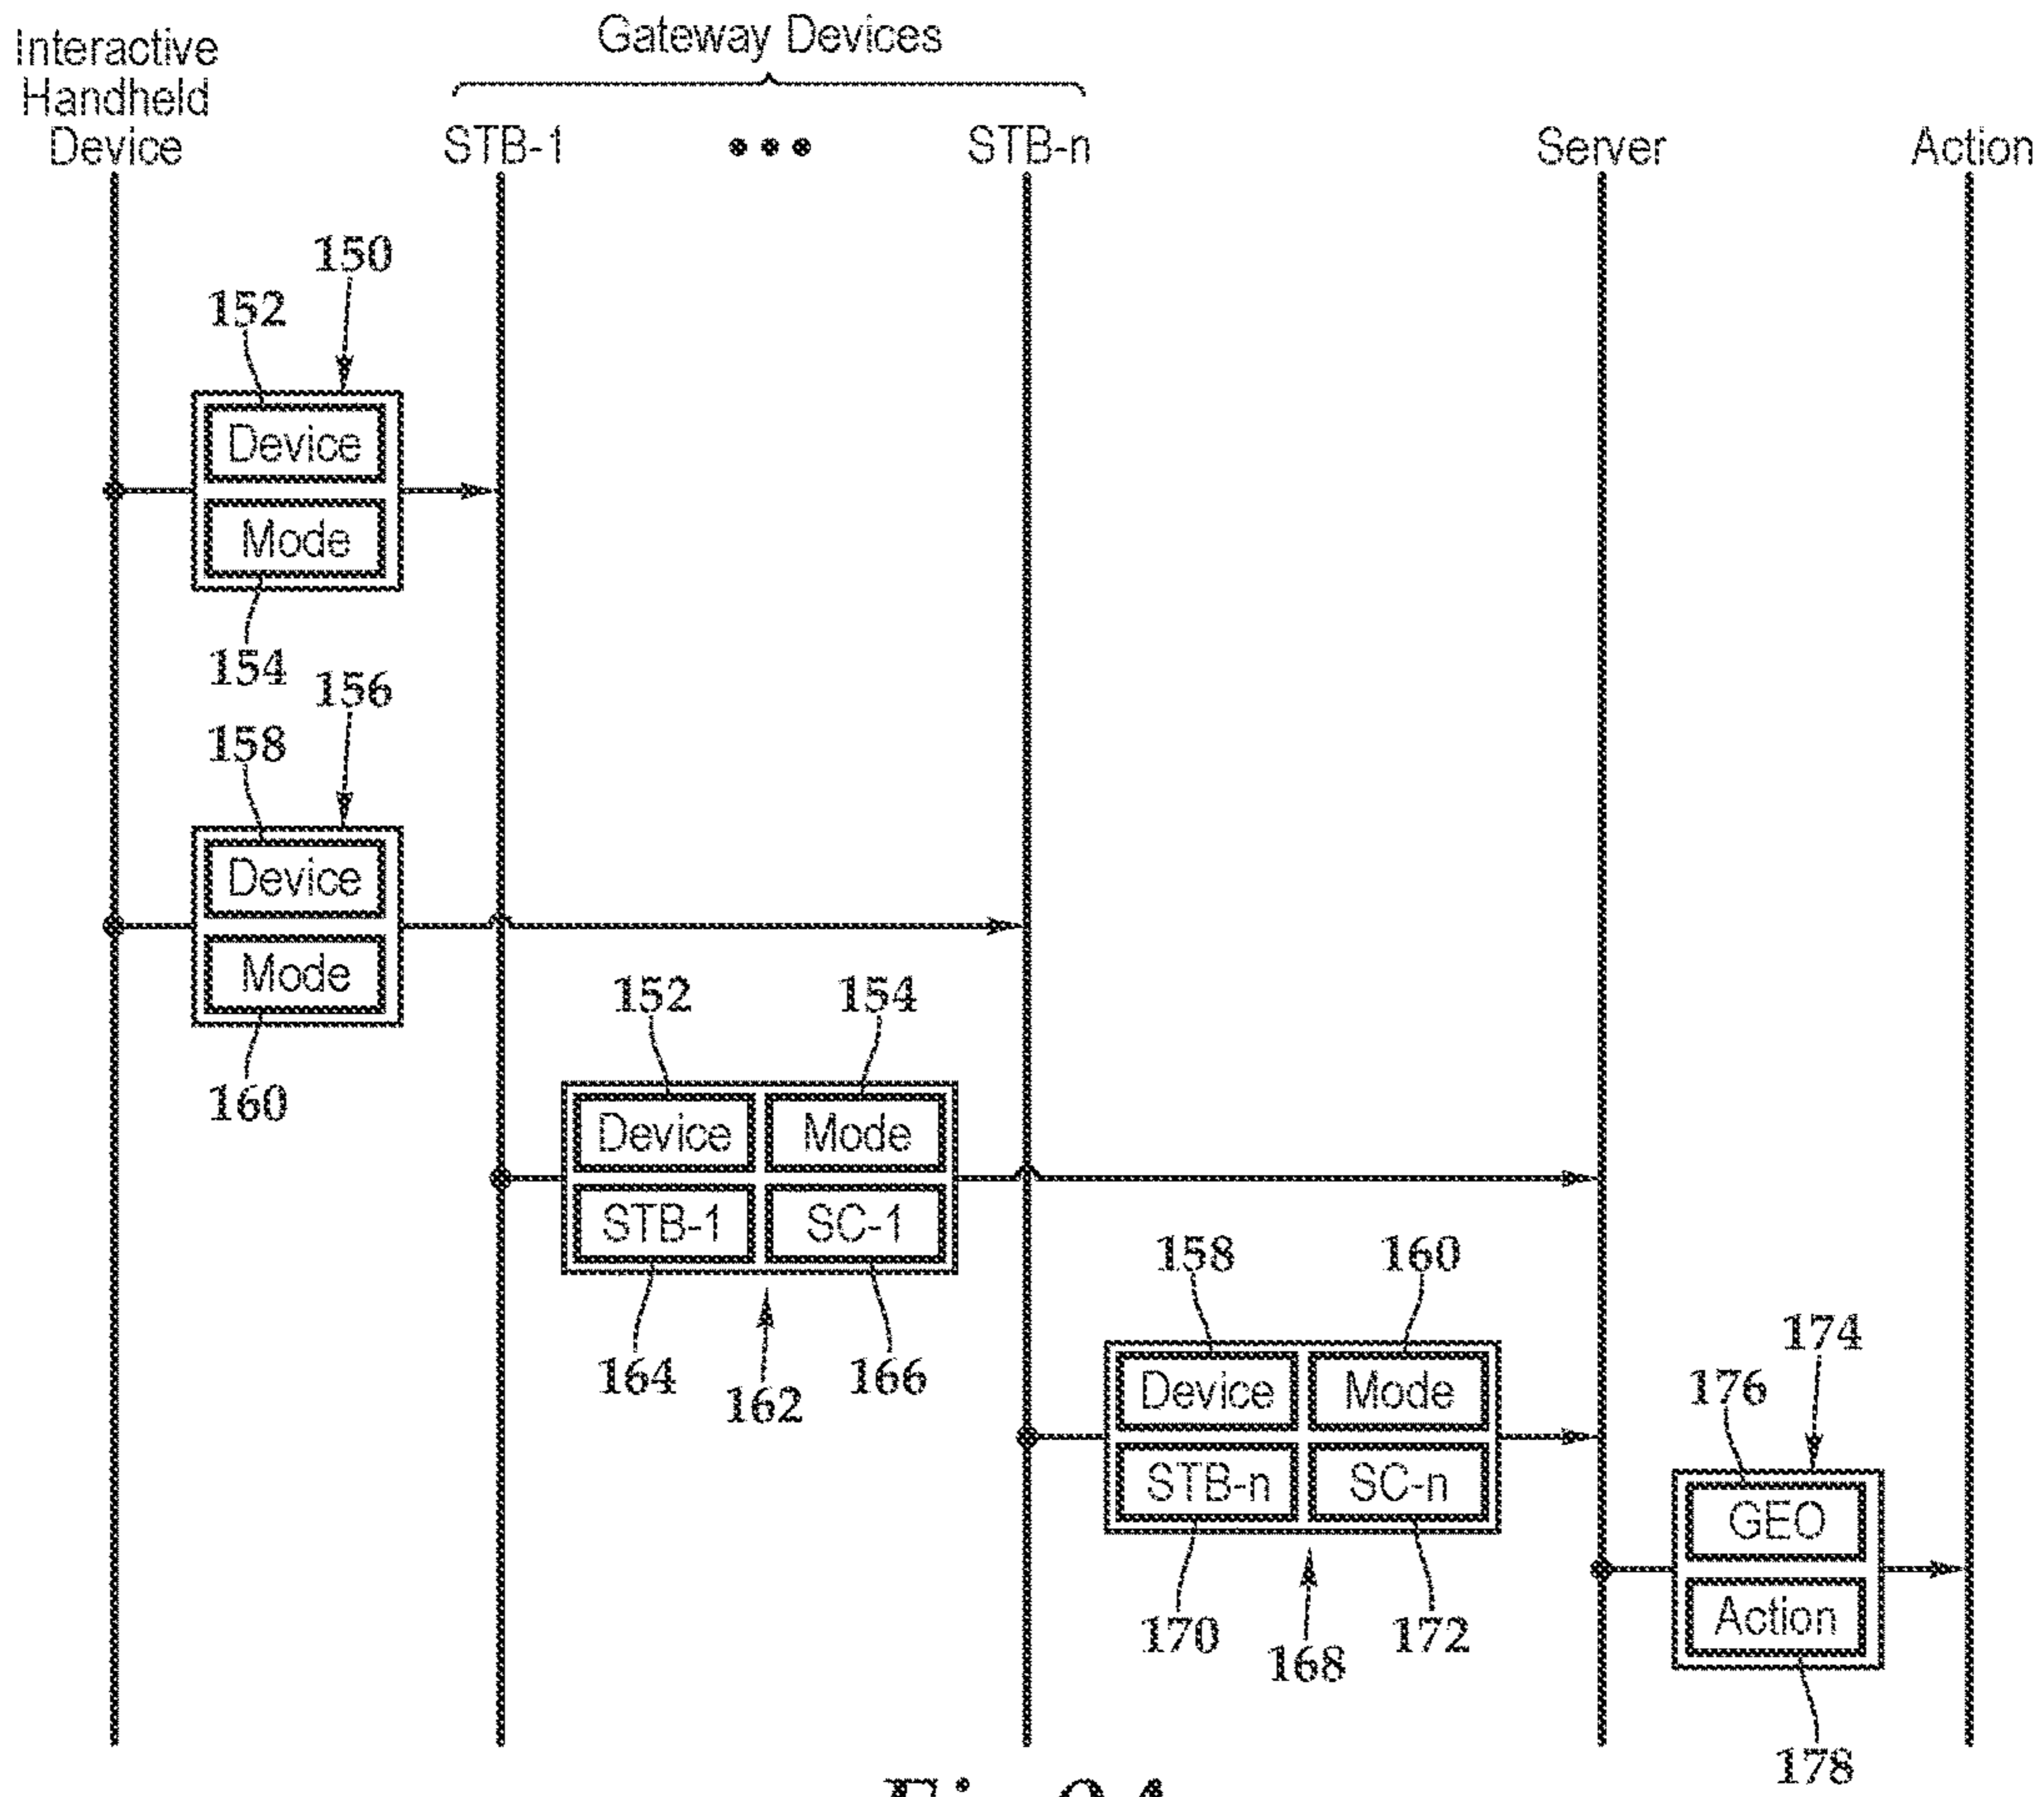 Interactive
Handheld
Device
Gateway Devices
STB-1
STB-n
Server
Action
150
152
Device
Mode
154
156
158
Device
Mode
160
152 154
Device Mode
STB-1 SC-1
164 162 166
158 160
Device Mode
STB-n SC-n
170 168 172
174
176
GEO
Action
178